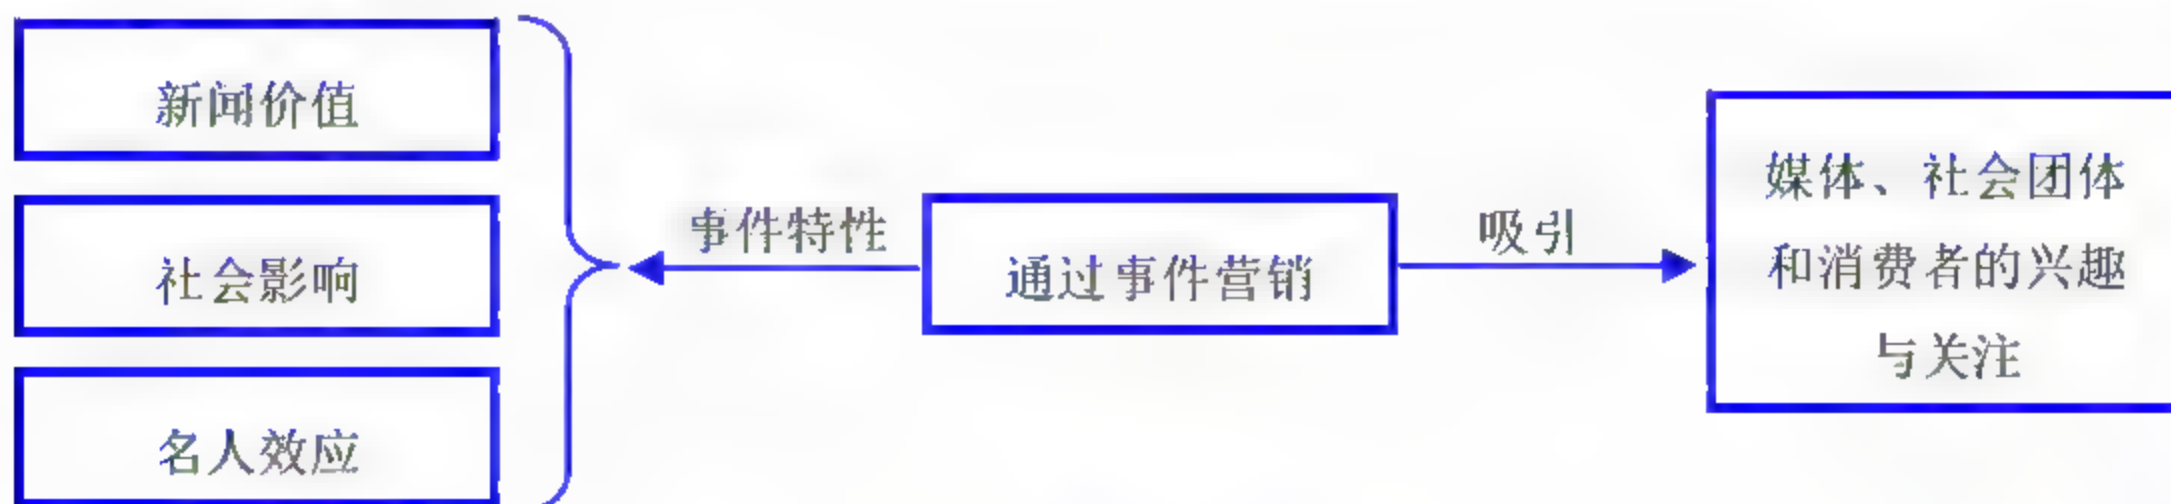 新闻价值
社会影响
名人效应
事件特性
通过事件营销
吸引
媒体、社会团体
和消费者的兴趣
与关注